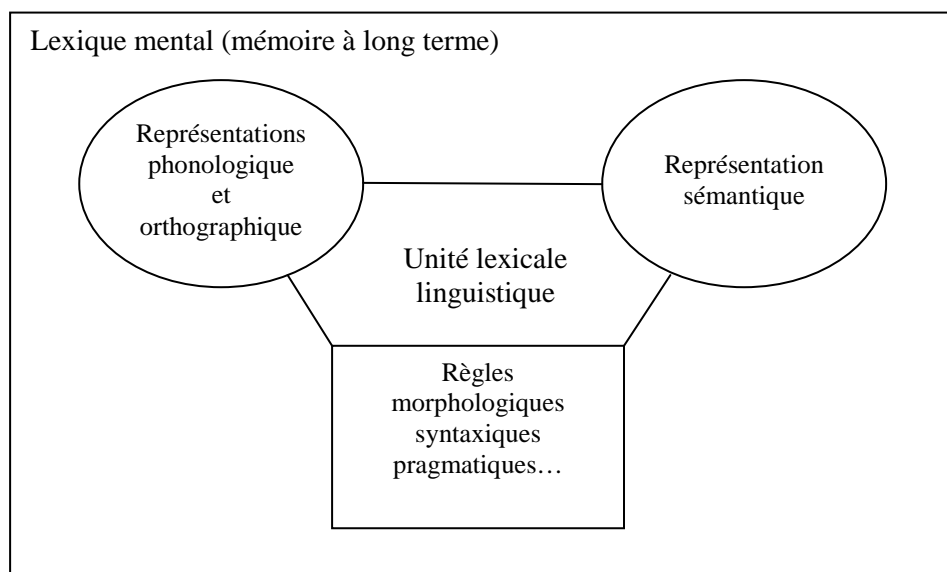 Lexique mental (mémoire à long terme)
Représentations
phonologique
et
orthographique
Représentation
sémantique
Unité lexicale
linguistique
Règles
morphologiques
syntaxiques
pragmatiques…